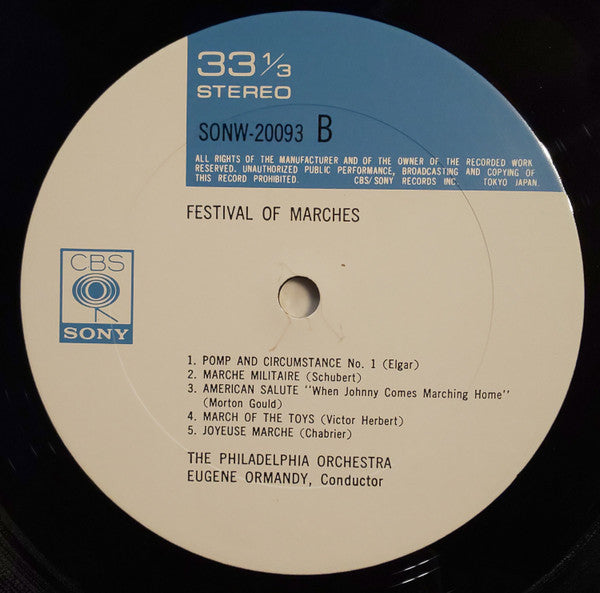 33 1/3
STEREO
SONW-20093 B
ALL RIGHTS OF THE MANUFACTURER AND OF THE OWNER OF THE RECORDED WORK
RESERVED. UNAUTHORIZED PUBLIC PERFORMANCE, BROADCASTING AND COPYING OF
THIS RECORD PROHIBITED. CBS/SONY RECORDS INC. TOKYO JAPAN.
FESTIVAL OF MARCHES
CBS
SONY
1. POMP AND CIRCUMSTANCE No. 1 (Elgar)
2. MARCHE MILITAIRE (Schubert)
3. AMERICAN SALUTE "When Johnny Comes Marching Home"
(Morton Gould)
4. MARCH OF THE TOYS (Victor Herbert)
5. JOYEUSE MARCHE (Chabrier)
THE PHILADELPHIA ORCHESTRA
EUGENE ORMANDY, Conductor